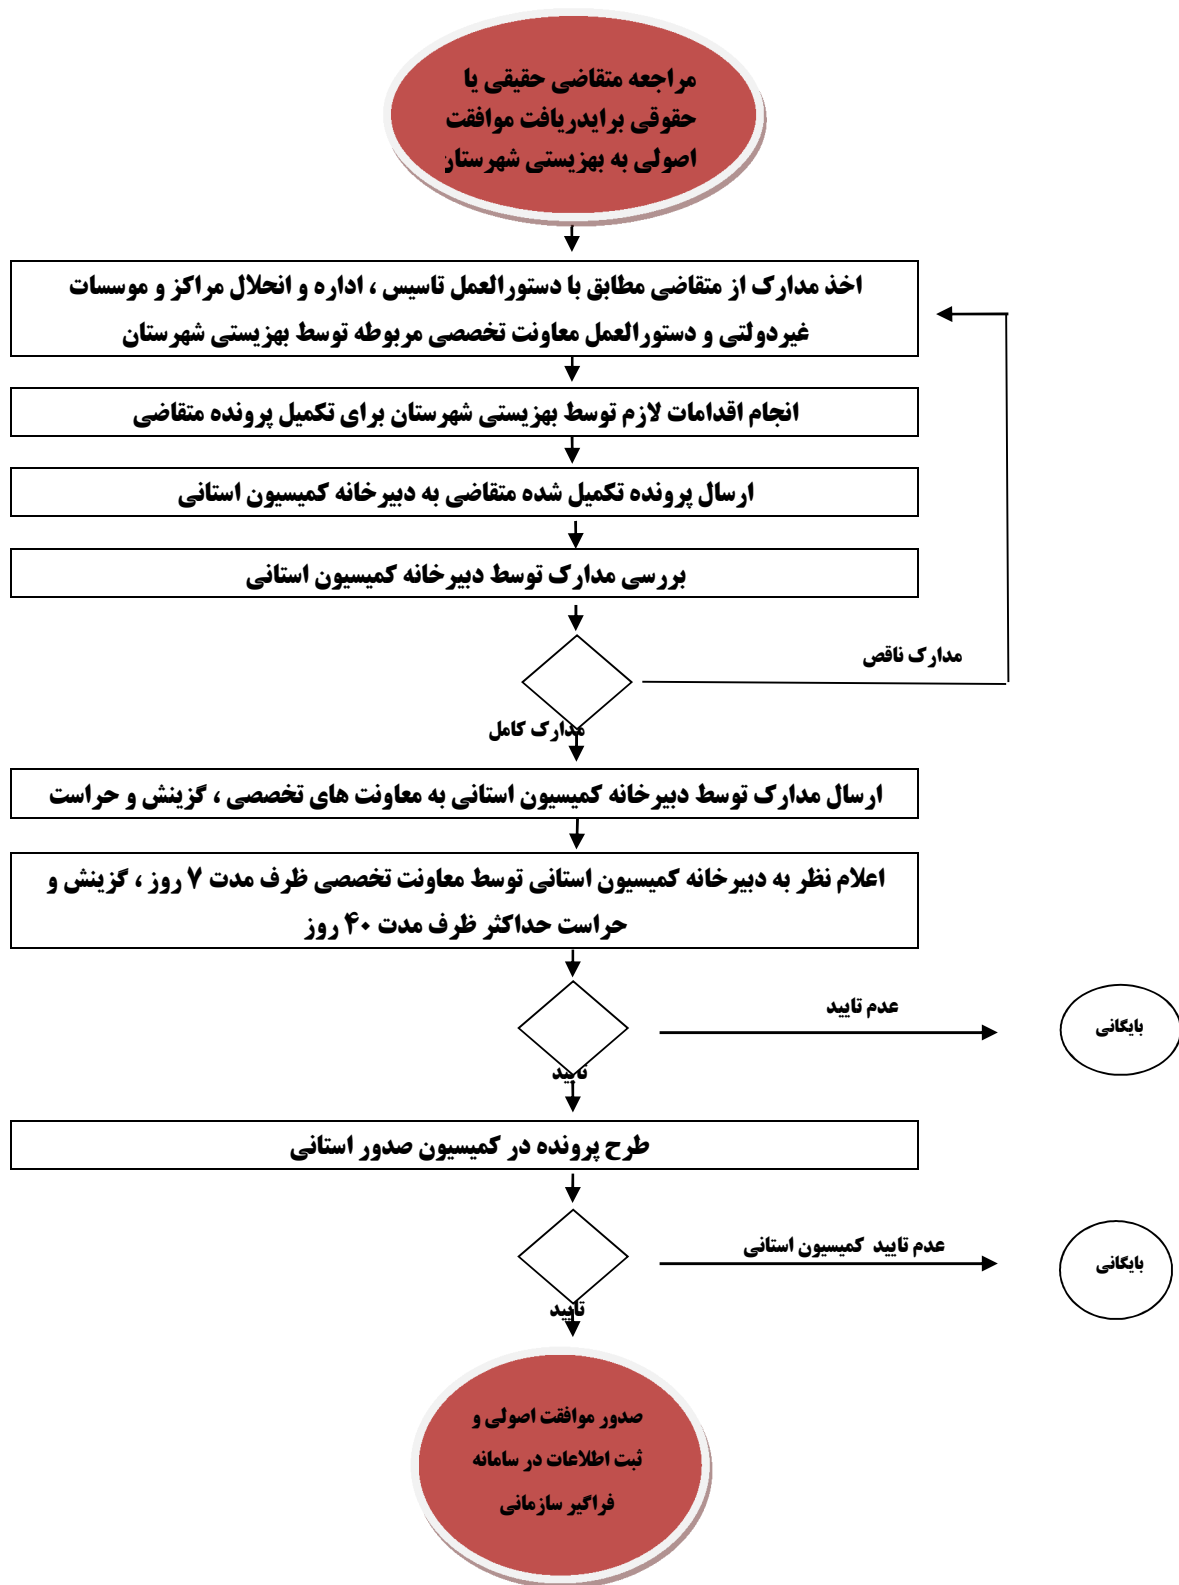 مراجعه متقاضی حقیقی یا
حقوقی برایدریافت موافقت
اصولی به بهزیستی شهرستان
اخذ مدارک از متقاضی مطابق با دستورالعمل تاسیس ، اداره و انحلال مراکز و موسسات
غیردولتی و دستورالعمل معاونت تخصصی مربوطه توسط بهزیستی شهرستان
انجام اقدامات لازم توسط بهزیستی شهرستان برای تکمیل پرونده متقاضی
ارسال پرونده تکمیل شده متقاضی به دبیرخانه کمیسیون استانی
بررسی مدارک توسط دبیرخانه کمیسیون استانی
مدارک ناقص
مدارک کامل
ارسال مدارک توسط دبیرخانه کمیسیون استانی به معاونت های تخصصی ، گزینش و حراست
اعلام نظر به دبیرخانه کمیسیون استانی توسط معاونت تخصصی ظرف مدت ۷ روز ، گزینش و
حراست حداکثر ظرف مدت ۴۰ روز
عدم تایید
بایگانی
تایید
طرح پرونده در کمیسیون صدور استانی
عدم تایید کمیسیون استانی
بایگانی
تایید
صدور موافقت اصولی و
ثبت اطلاعات در سامانه
فراگیر سازمانی